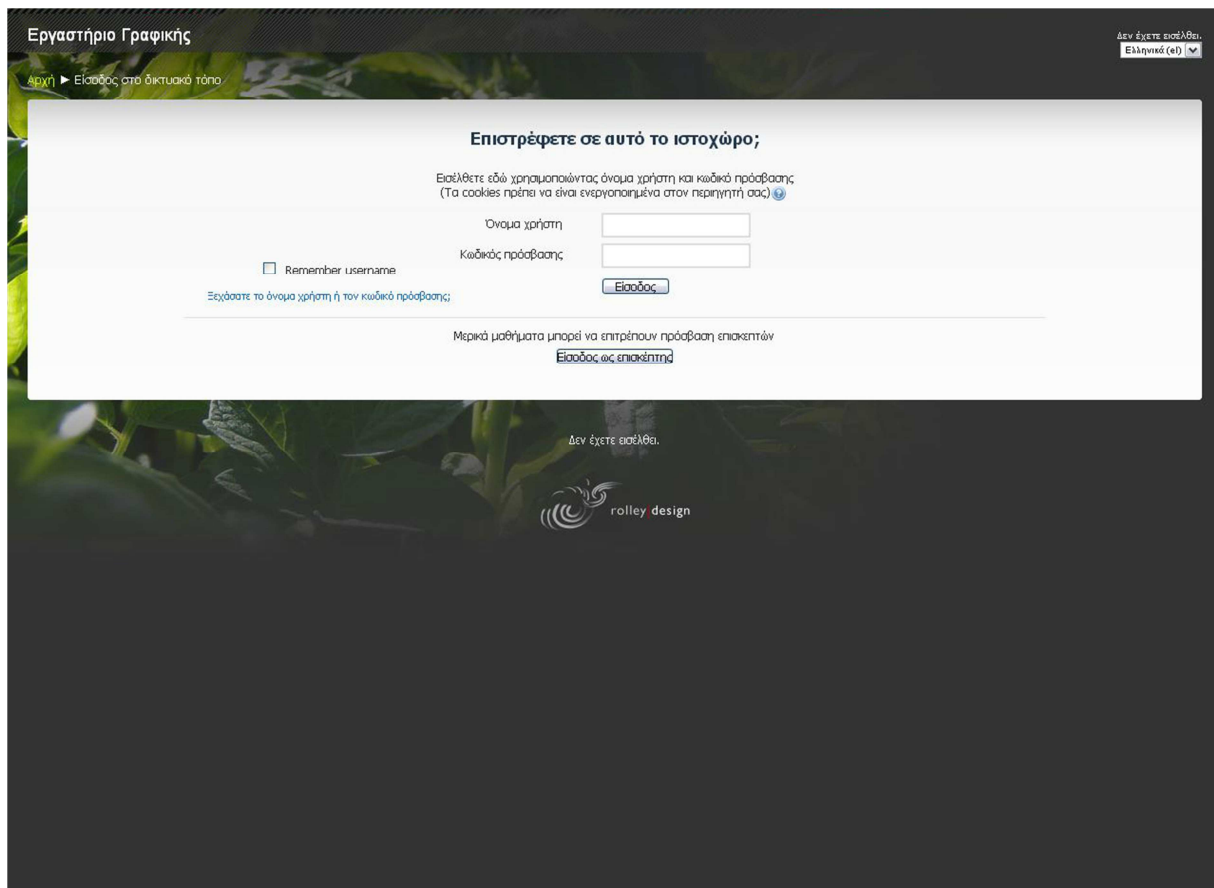 Εργαστήριο Γραφικής
Δεν έχετε εισέλθει.
Ελληνικά (el)
Αρχή ► Είσοδος στο δικτυακό τόπο
Επιστρέφετε σε αυτό το ιστοχώρο;
Εισέλθετε εδώ χρησιμοποιώντας όνομα χρήστη και κωδικό πρόσβασης
(Τα cookies πρέπει να είναι ενεργοποιημένα στον περιηγητή σας)
Όνομα χρήστη
Κωδικός πρόσβασης
Remember username
Είσοδος
Ξεχάσατε το όνομα χρήστη ή τον κωδικό πρόσβασης;
Μερικά μαθήματα μπορεί να επιτρέπουν πρόσβαση επισκεπτών
Είσοδος ως επισκέπτης
Δεν έχετε εισέλθει.
rolley/design